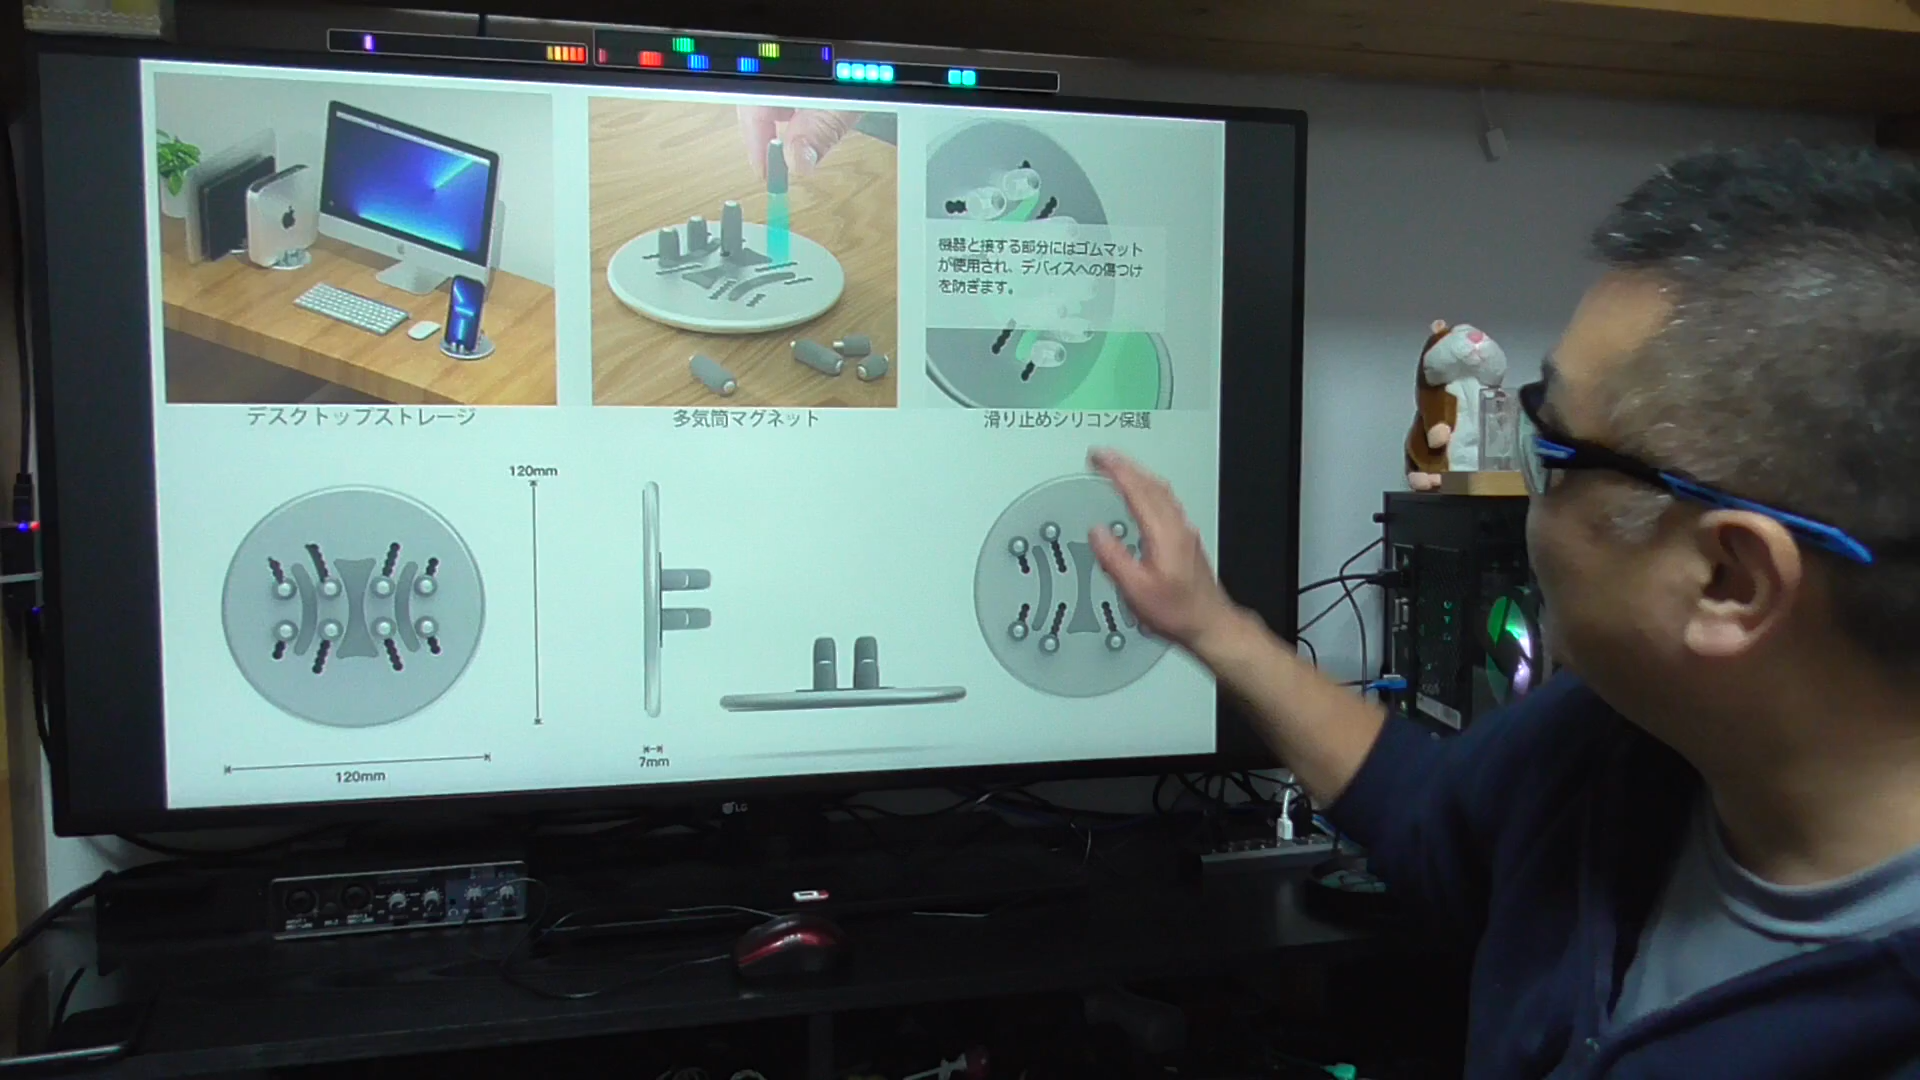 機器と接する部分にはゴムマット
が使用され、デバイスへの傷つけ
を防ぎます。
デスクトップストレージ
多気筒マグネット
滑り止めシリコン保護
120mm
120mm
7mm
LG